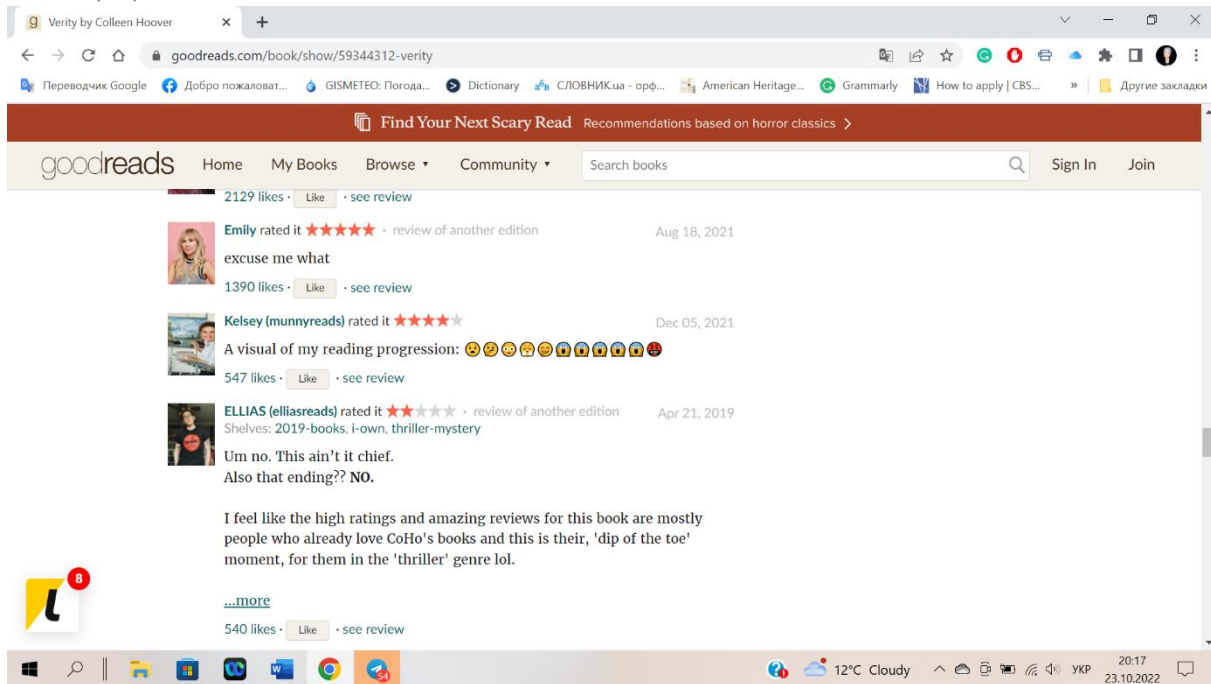 Verity by Colleen Hoover
goodreads.com/book/show/59344312-verity
Переводчик Google Добро пожаловат... GISMETEO: Погода... Dictionary СЛОВНИК.ua - орф... American Heritage... Grammarly How to apply | CBS... » Другие закладки
Find Your Next Scary Read Recommendations based on horror classics >
goodreads Home My Books Browse ▾ Community ▾ Search books Sign In Join
2129 likes · Like · see review
Emily rated it ★★★★★ · review of another edition Aug 18, 2021
excuse me what
1390 likes · Like · see review
Kelsey (munnyreads) rated it ★★★★★ Dec 05, 2021
A visual of my reading progression:
547 likes · Like · see review
ELLIAS (elliasreads) rated it ★★★★★ · review of another edition Apr 21, 2019
Shelves: 2019-books, i-own, thriller-mystery
Um no. This ain't it chief.
Also that ending?? NO.
I feel like the high ratings and amazing reviews for this book are mostly
people who already love CoHo's books and this is their, 'dip of the toe'
moment, for them in the 'thriller' genre lol.
8
...more
540 likes · Like · see review
12°C Cloudy УКР 20:17
23.10.2022